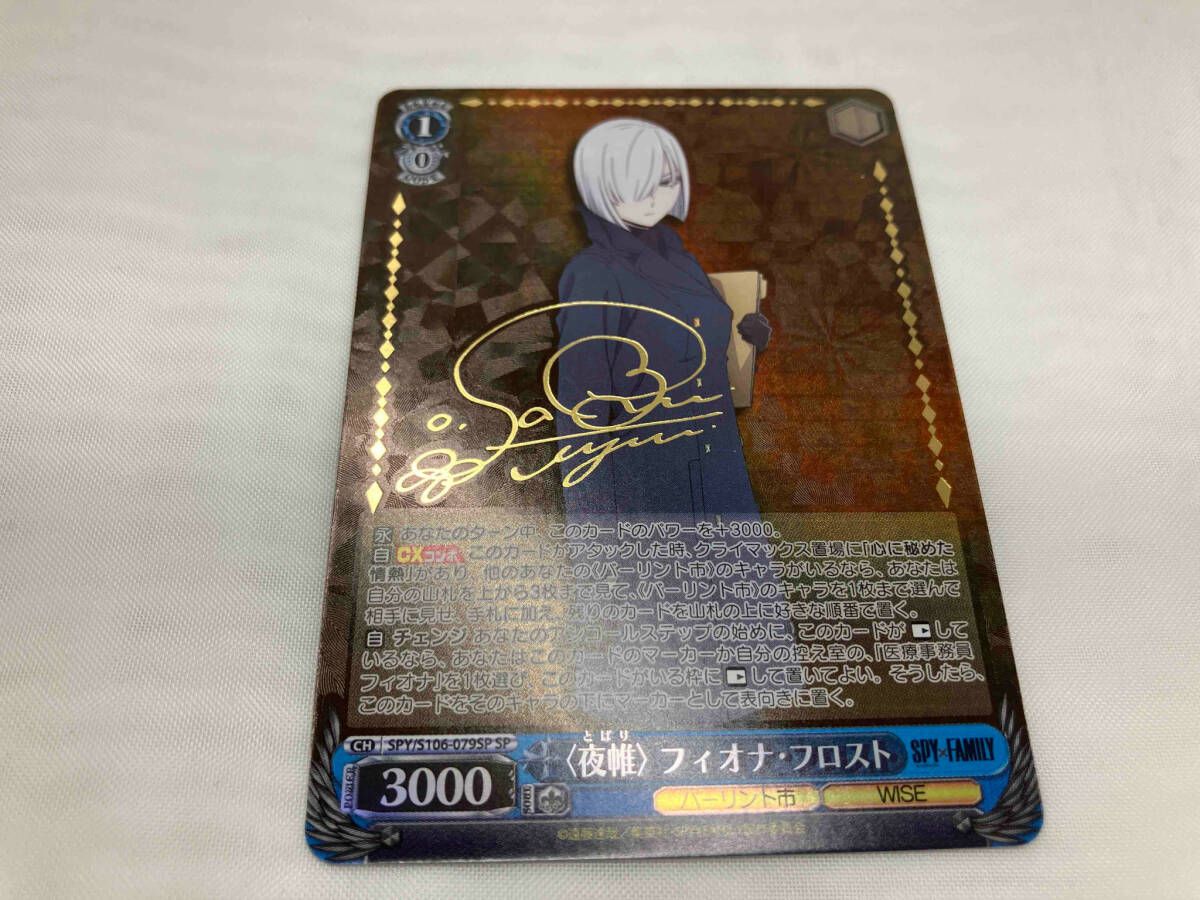 1
0
永 あなたのターン中、このカードのパワーを+3000。
自 CXコンボ このカードがアタックした時、クライマックス置場に「心に秘めた
情熱」があり、他のあなたの《バーリント市》のキャラがいるなら、あなたは
自分の山札を上から3枚まで見て、《バーリント市》のキャラを1枚まで選んで
相手に見せ、手札に加え、残りのカードを山札の上に好きな順番で置く。
自 チェンジ あなたのアンコールステップの始めに、このカードが して
いるなら、あなたはこのカードのマーカーか自分の控え室の、「医療事務員
フィオナ」を1枚選び、このカードがいる枠に して置いてよい。そうしたら、
このカードをそのキャラの下にマーカーとして表向きに置く。
CH SPY/S106-079SP SP
とばり
〈夜帷〉フィオナ・フロスト
SPY×FAMILY
POWER 3000
SOUL
バーリント市 WISE